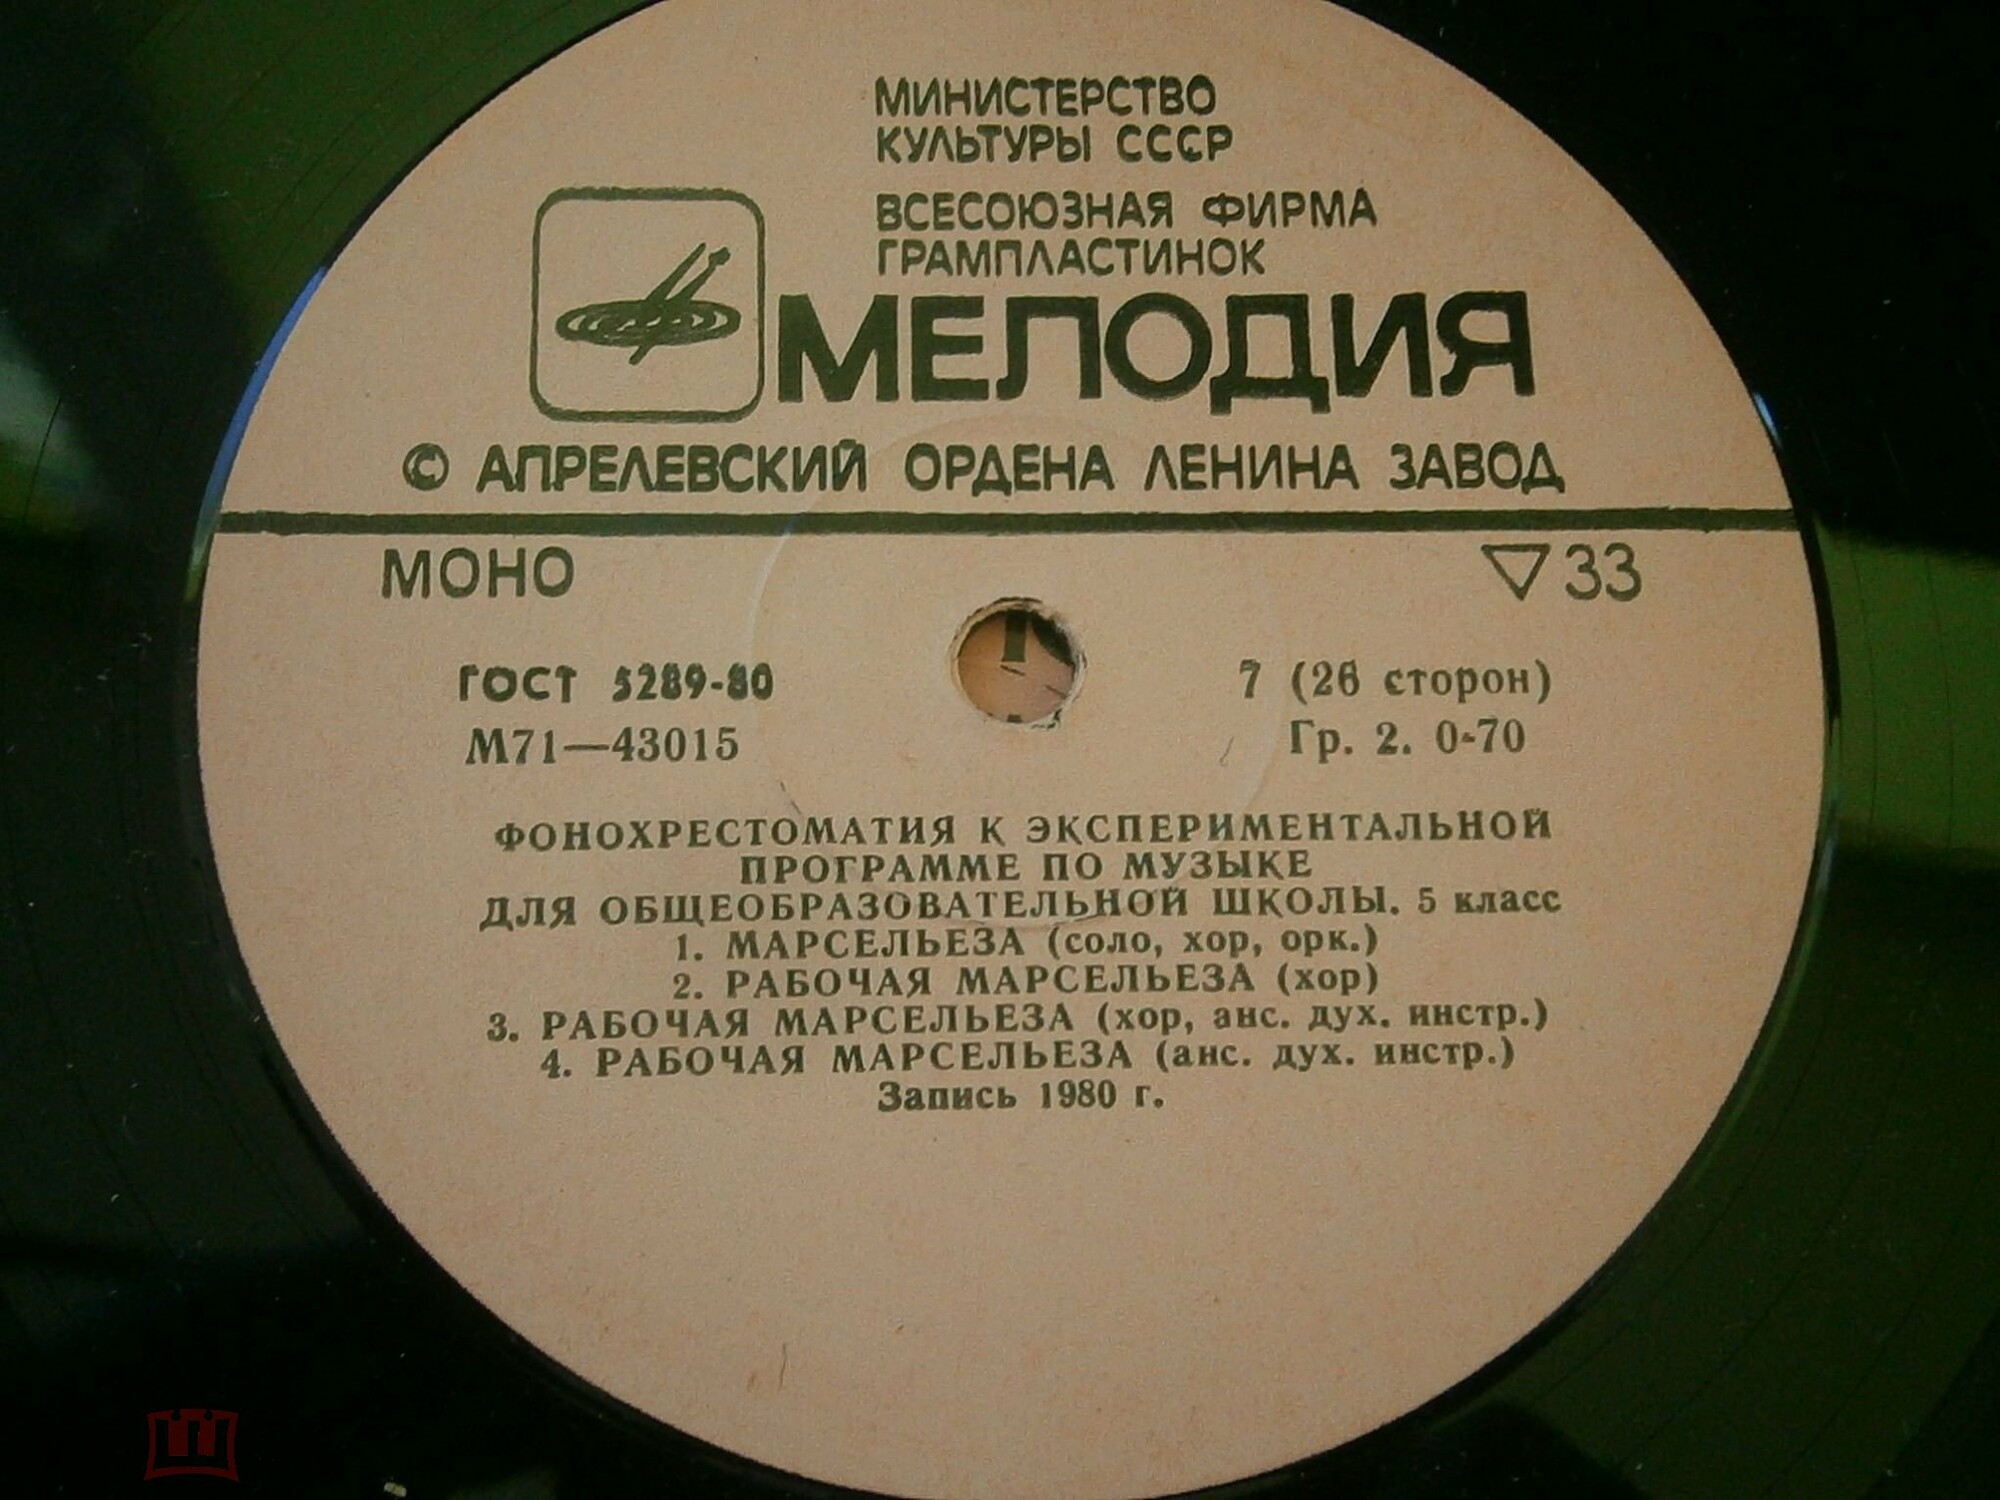 МИНИСТЕРСТВО
КУЛЬТУРЫ СССР
ВСЕСОЮЗНАЯ ФИРМА
ГРАМПЛАСТИНОК
МЕЛОДИЯ
© АПРЕЛЕВСКИЙ ОРДЕНА ЛЕНИНА ЗАВОД
МОНО
▽33
ГОСТ 5289-80
7 (26 сторон)
М71—43015
Гр. 2. 0-70
ФОНОХРЕСТОМАТИЯ К ЭКСПЕРИМЕНТАЛЬНОЙ
ПРОГРАММЕ ПО МУЗЫКЕ
ДЛЯ ОБЩЕОБРАЗОВАТЕЛЬНОЙ ШКОЛЫ. 5 класс
1. МАРСЕЛЬЕЗА (соло, хор, орк.)
2. РАБОЧАЯ МАРСЕЛЬЕЗА (хор)
3. РАБОЧАЯ МАРСЕЛЬЕЗА (хор, анс. дух. инстр.)
4. РАБОЧАЯ МАРСЕЛЬЕЗА (анс. дух. инстр.)
Запись 1980 г.